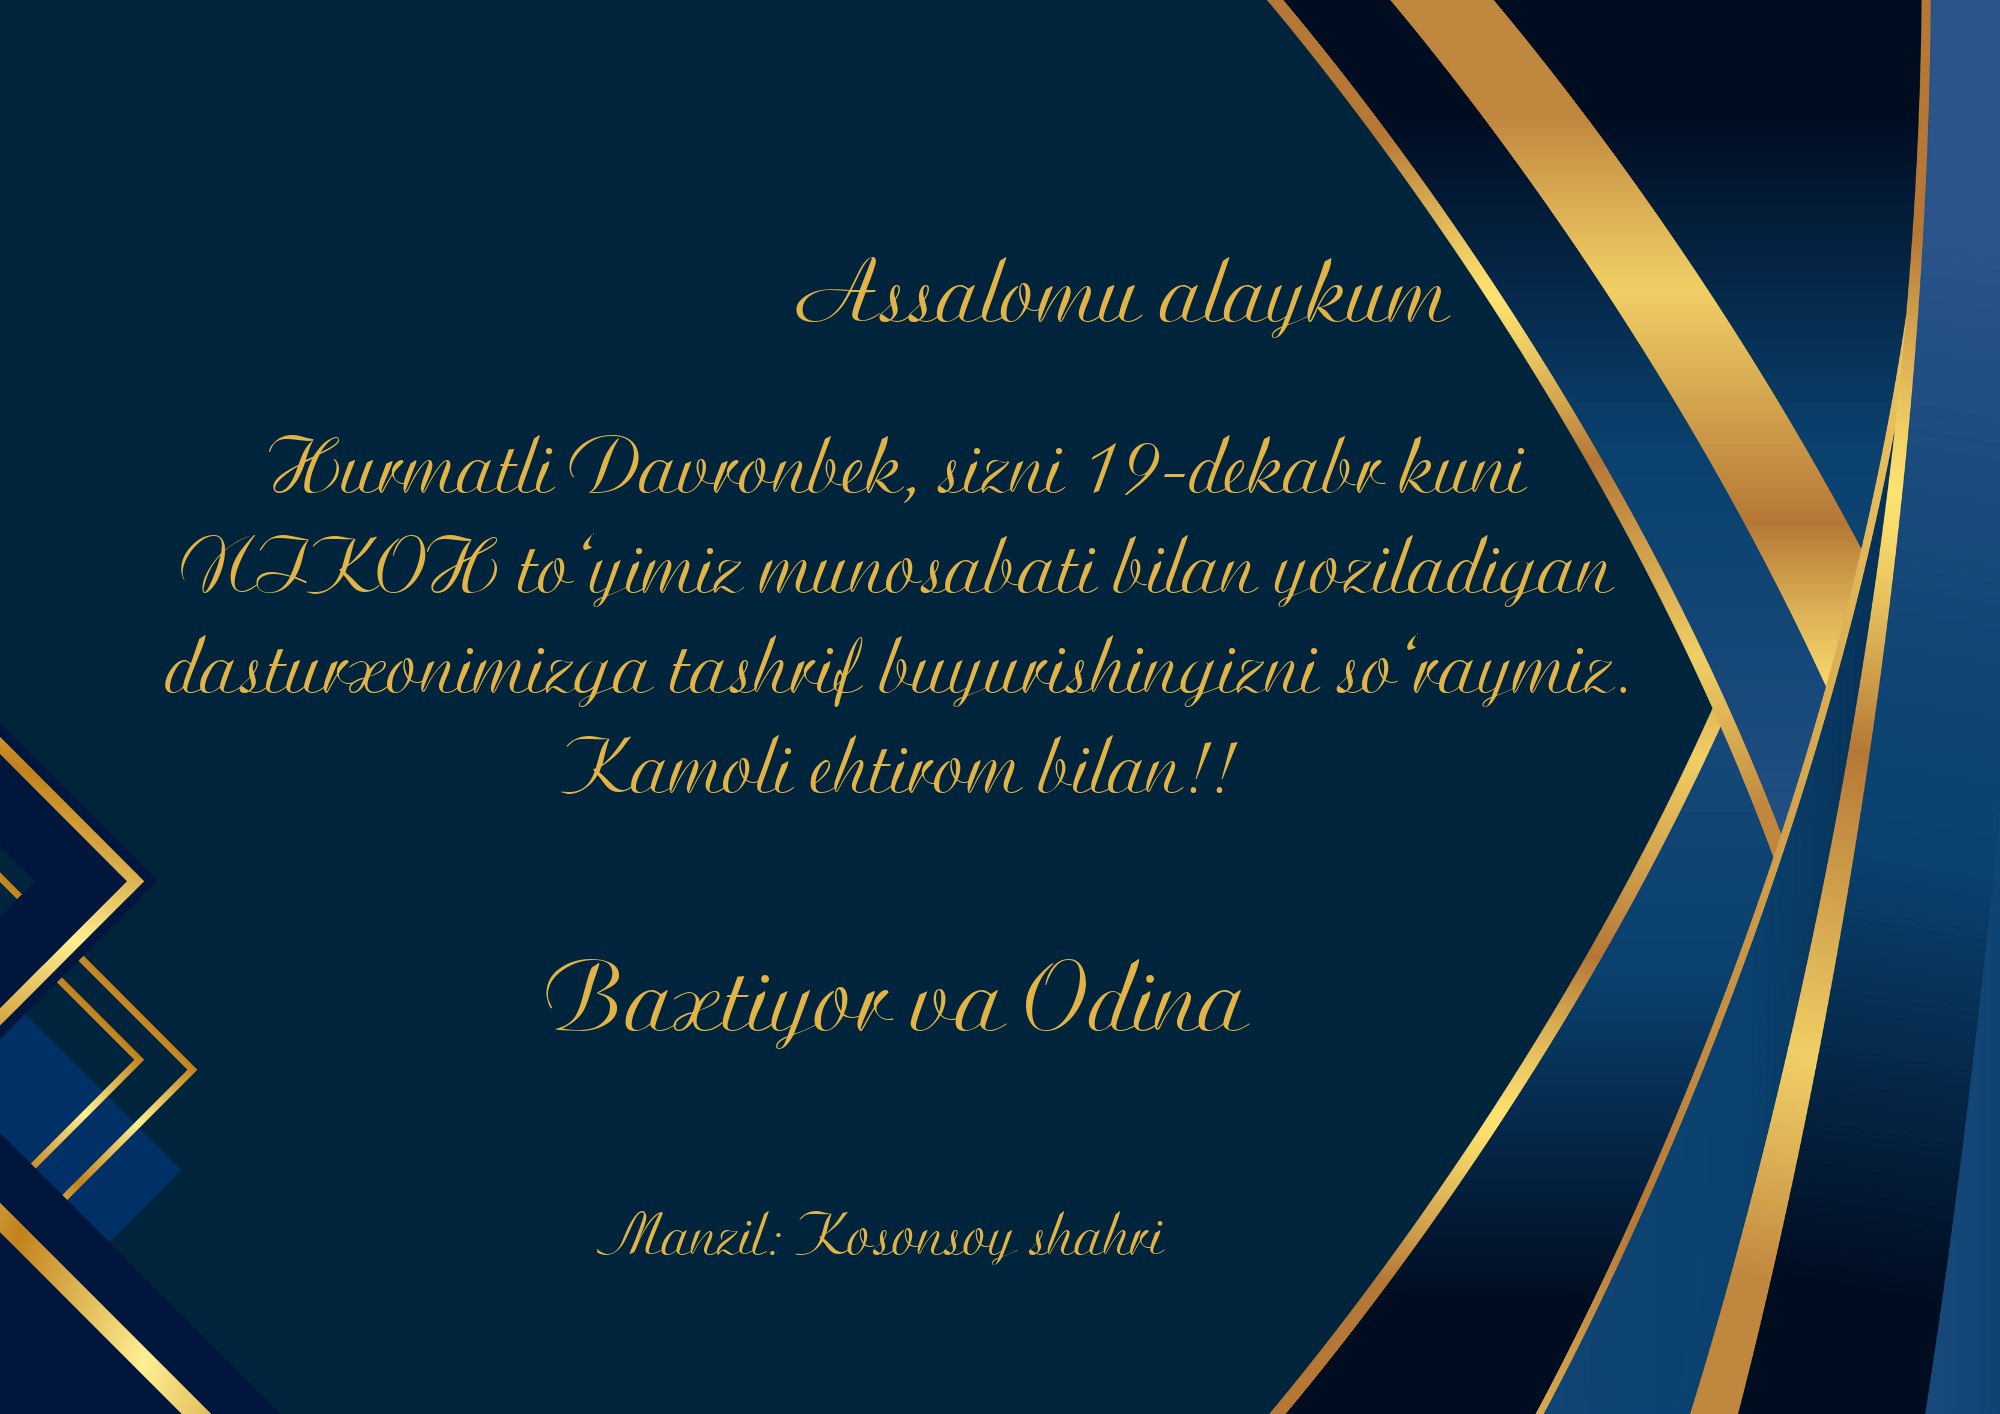 Assalomu alaykum
Hurmatli Davronbek, sizni 19-dekabr kuni
NIKOH to‘yimiz munosabati bilan yoziladigan
dasturxonimizga tashrif buyurishingizni so‘raymiz.
Kamoli ehtirom bilan!!
Baxtiyor va Odina
Manzil: Kosonsoy shahri